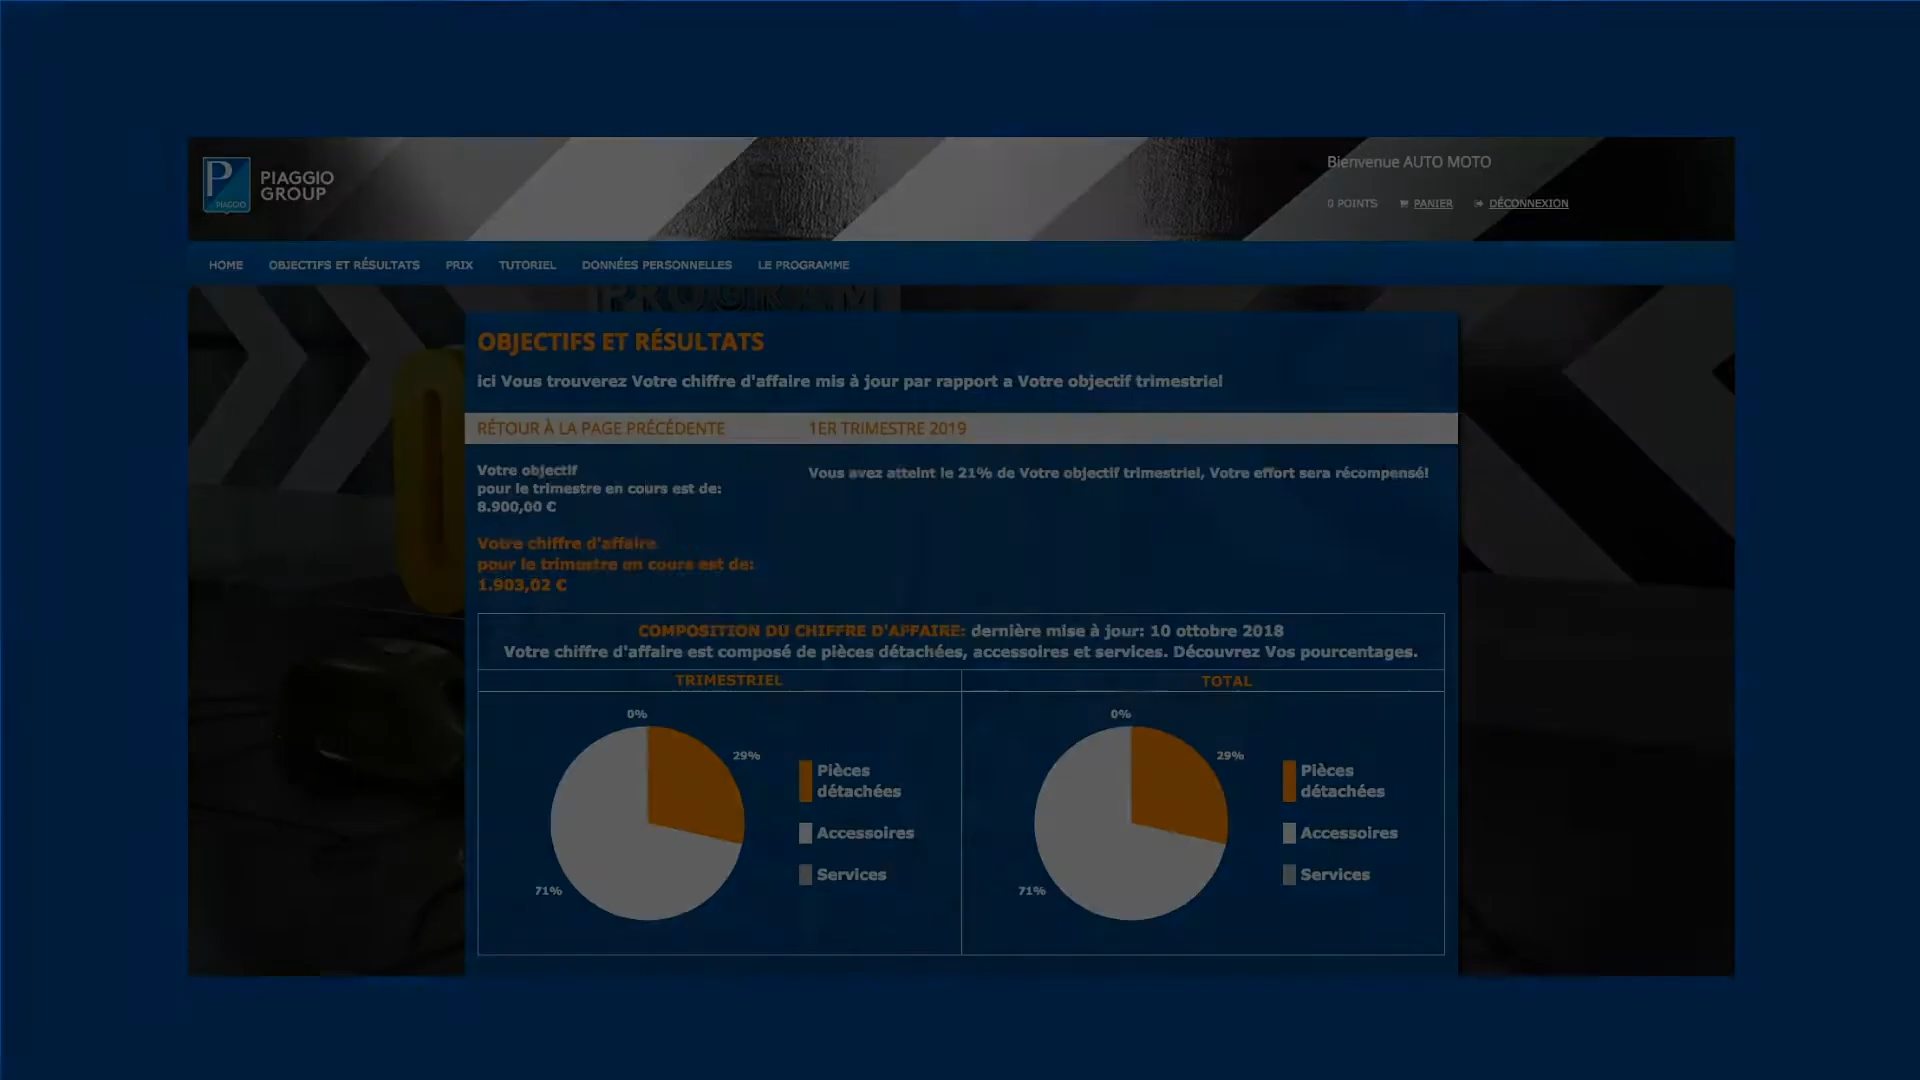 P
PIAGGIO
PIAGGIO
GROUP
Bienvenue AUTO MOTO
0 POINTS PANIER DÉCONNEXION
HOME OBJECTIFS ET RÉSULTATS PRIX TUTORIEL DONNÉES PERSONNELLES LE PROGRAMME
PROGRAM
OBJECTIFS ET RÉSULTATS
ici Vous trouverez Votre chiffre d'affaire mis à jour par rapport a Votre objectif trimestriel
RÉTOUR À LA PAGE PRÉCÉDENTE 1ER TRIMESTRE 2019
Votre objectif
pour le trimestre en cours est de:
8.900,00 €
Vous avez atteint le 21% de Votre objectif trimestriel, Votre effort sera récompensé!
Votre chiffre d'affaire
pour le trimestre en cours est de:
1.903,02 €
COMPOSITION DU CHIFFRE D'AFFAIRE: dernière mise à jour: 10 ottobre 2018
Votre chiffre d'affaire est composé de pièces détachées, accessoires et services. Découvrez Vos pourcentages.
TRIMESTRIEL
0%
29%
71%
Pièces
détachées
Accessoires
Services
TOTAL
0%
29%
71%
Pièces
détachées
Accessoires
Services